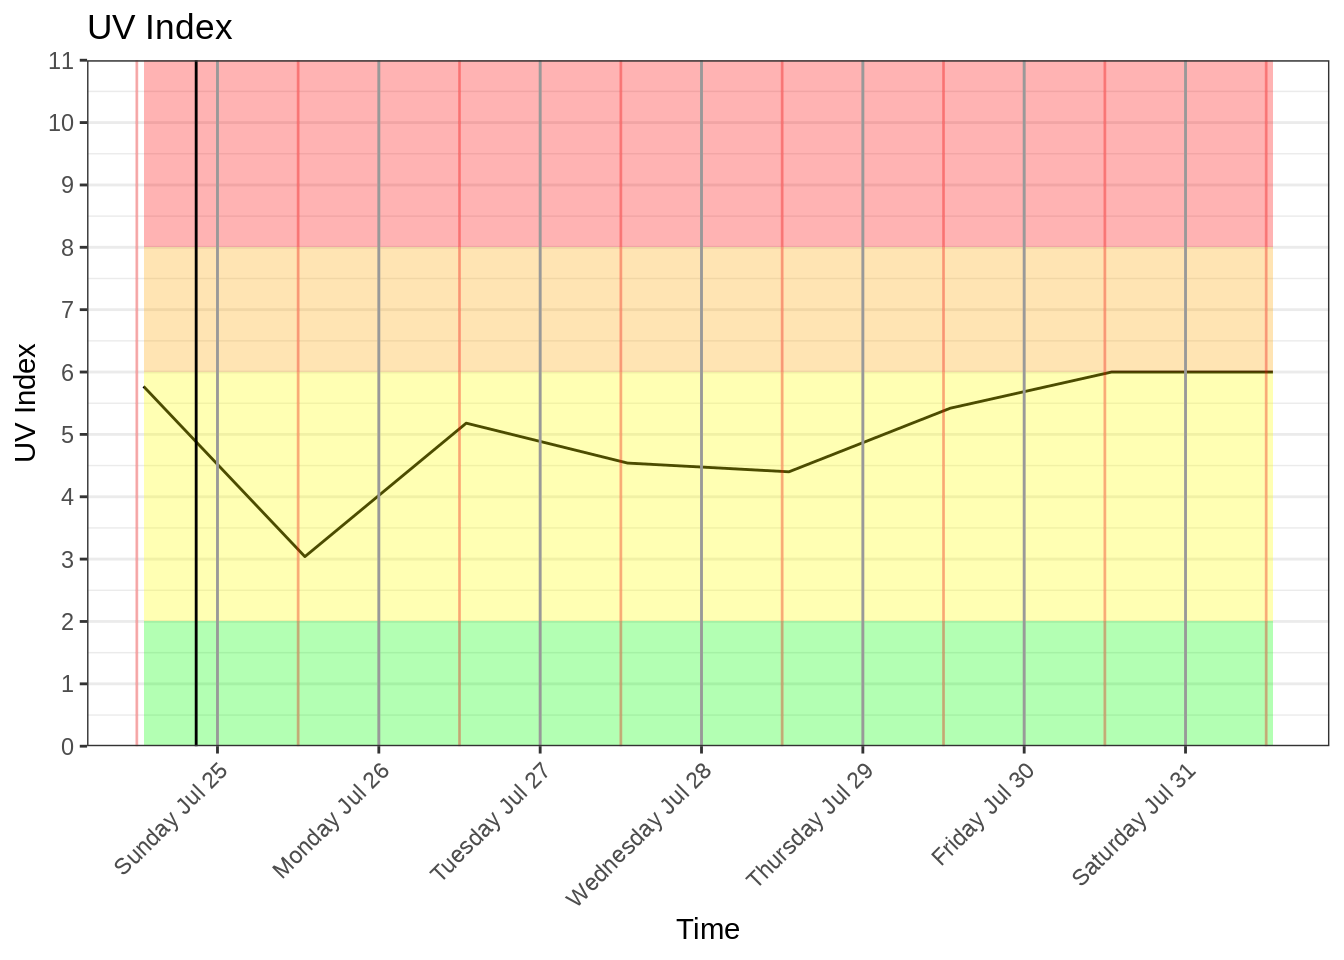 UV Index
11
10
9
8
7
6
5
4
3
2
1
0
UV Index
Sunday Jul 25
Monday Jul 26
Tuesday Jul 27
Wednesday Jul 28
Thursday Jul 29
Friday Jul 30
Saturday Jul 31
Time